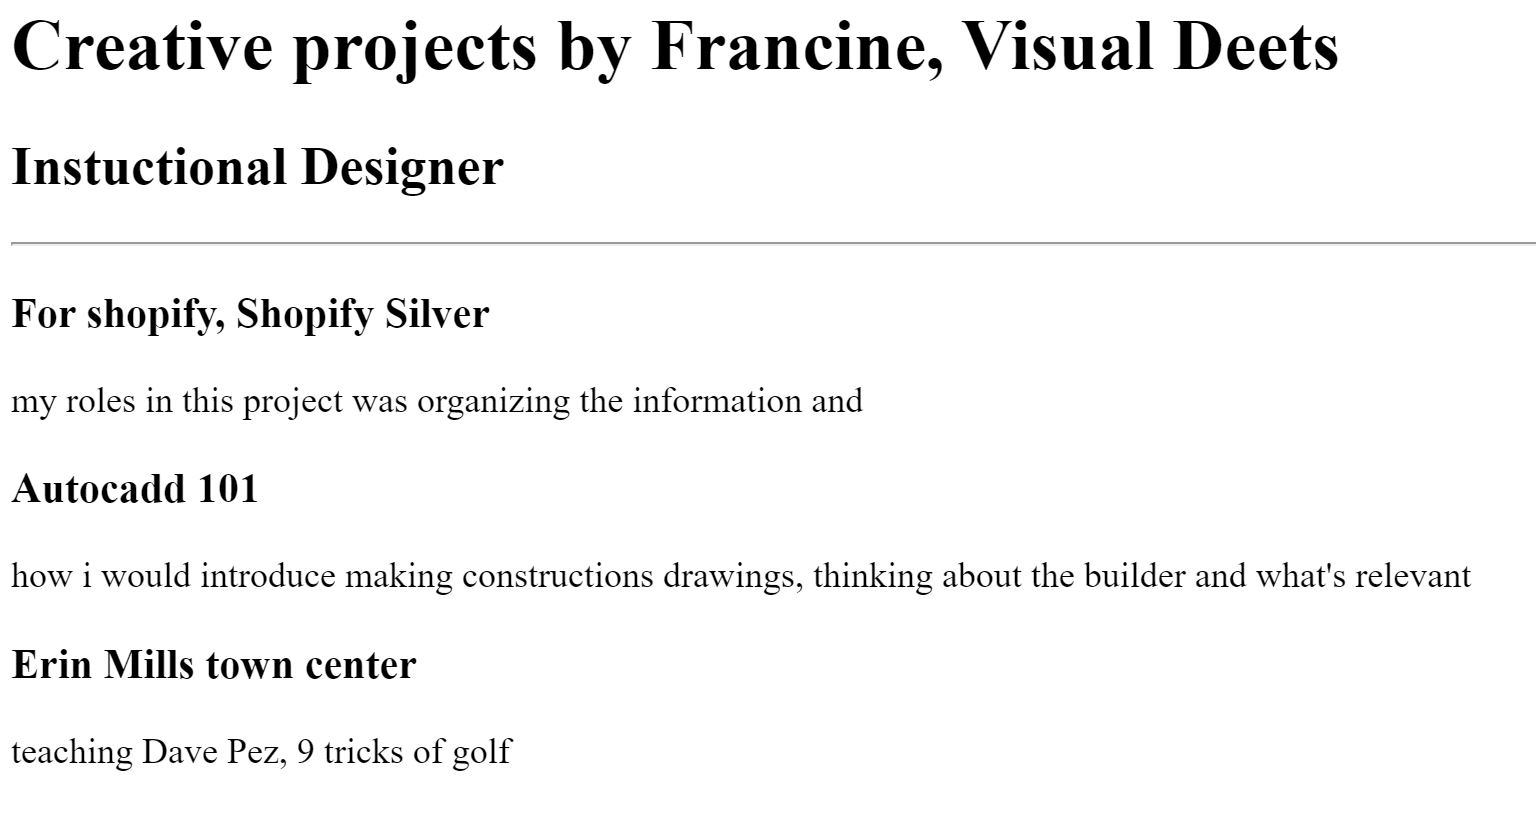 Creative projects by Francine, Visual Deets
Instuctional Designer
For shopify, Shopify Silver
my roles in this project was organizing the information and
Autocadd 101
how i would introduce making constructions drawings, thinking about the builder and what's relevant
Erin Mills town center
teaching Dave Pez, 9 tricks of golf